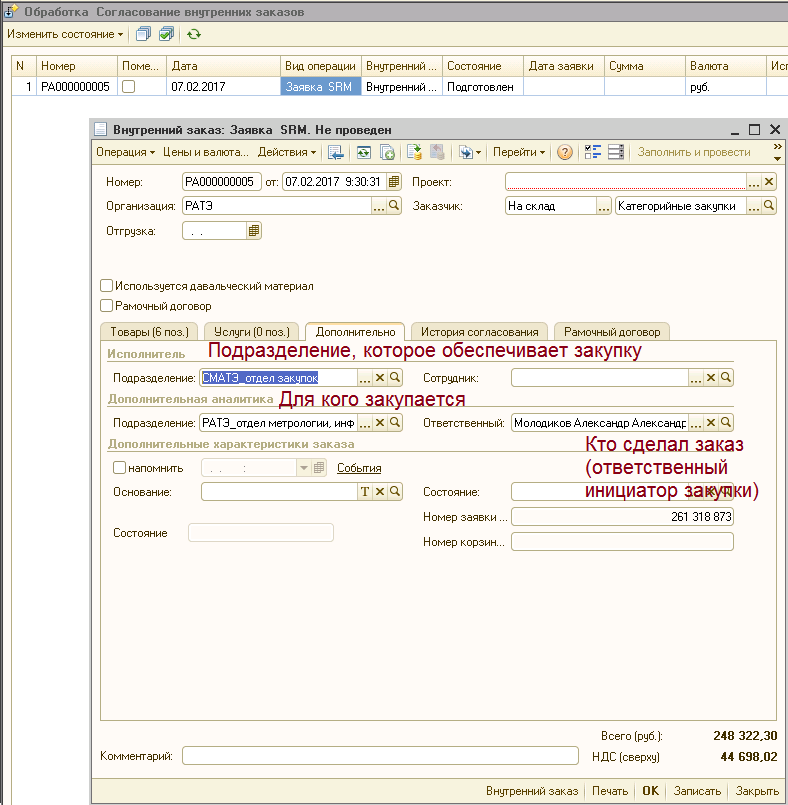 Обработка Согласование внутренних заказов
Изменить состояние
N Номер Поме... Дата Вид операции Внутренний ... Состояние Дата заявки Сумма Валюта Исп
1 РА000000005 07.02.2017 Заявка SRM Внутренний ... Подготовлен руб.
Внутренний заказ: Заявка SRM. Не проведен
Операция Цены и валюта... Действия Перейти Заполнить и провести
Номер: РА000000005 от: 07.02.2017 9:30:31 Проект:
Организация: РАТЭ Заказчик: На склад Категорийные закупки
Отгрузка: . .
Используется давальческий материал
Рамочный договор
Товары (6 поз.) Услуги (0 поз.) Дополнительно История согласования Рамочный договор
Исполнитель Подразделение, которое обеспечивает закупку
Подразделение: СМАТЭ_отдел закупок Сотрудник:
Дополнительная аналитика Для кого закупается
Подразделение: РАТЭ_отдел метрологии, инф Ответственный: Молодиков Александр Александр
Дополнительные характеристики заказа Кто сделал заказ
напомнить . . : События (ответственный
Основание: Состояние: инициатор закупки)
Номер заявки ... 261 318 873
Состояние Номер корзин...
Всего (руб.): 248 322,30
Комментарий: НДС (сверху) 44 698,02
Внутренний заказ Печать OK Записать Закрыть